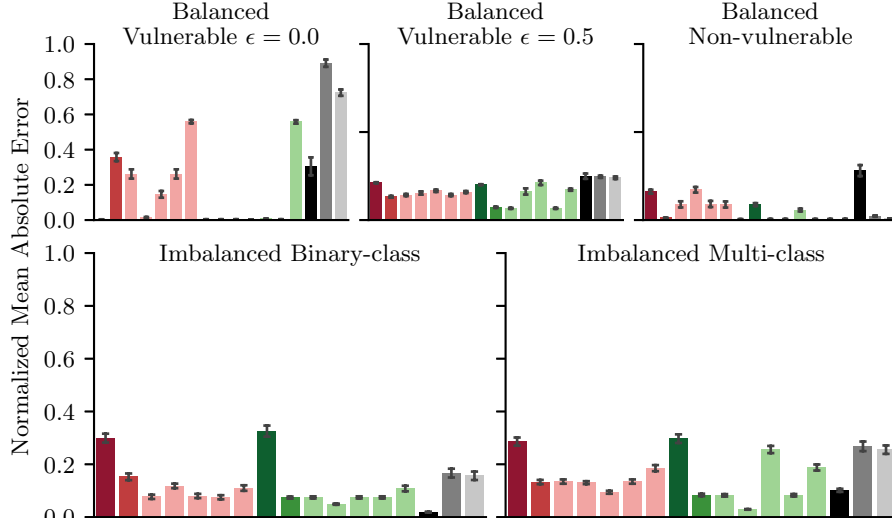 Balanced
Vulnerable ϵ = 0.0
Balanced
Vulnerable ϵ = 0.5
Balanced
Non-vulnerable
Normalized Mean Absolute Error
1.0
0.8
0.6
0.4
0.2
0.0
Imbalanced Binary-class
Imbalanced Multi-class
1.0
0.8
0.6
0.4
0.2
0.0